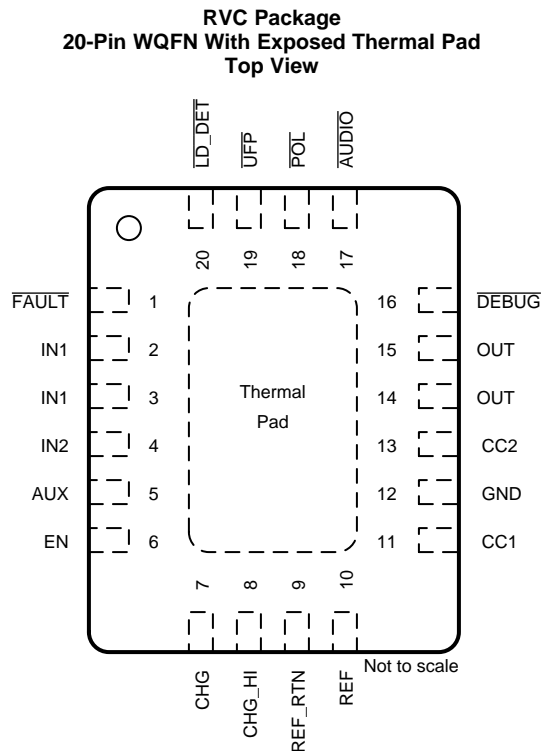 RVC Package
20-Pin WQFN With Exposed Thermal Pad
Top View
LD_DET
UFP
POL
AUDIO
20 19 18 17
FAULT 1 16 DEBUG
IN1 2 15 OUT
IN1 3 14 OUT
IN2 4 13 CC2
AUX 5 12 GND
EN 6 11 CC1
Thermal
Pad
7 8 9 10
CHG
CHG_HI
REF_RTN
REF
Not to scale